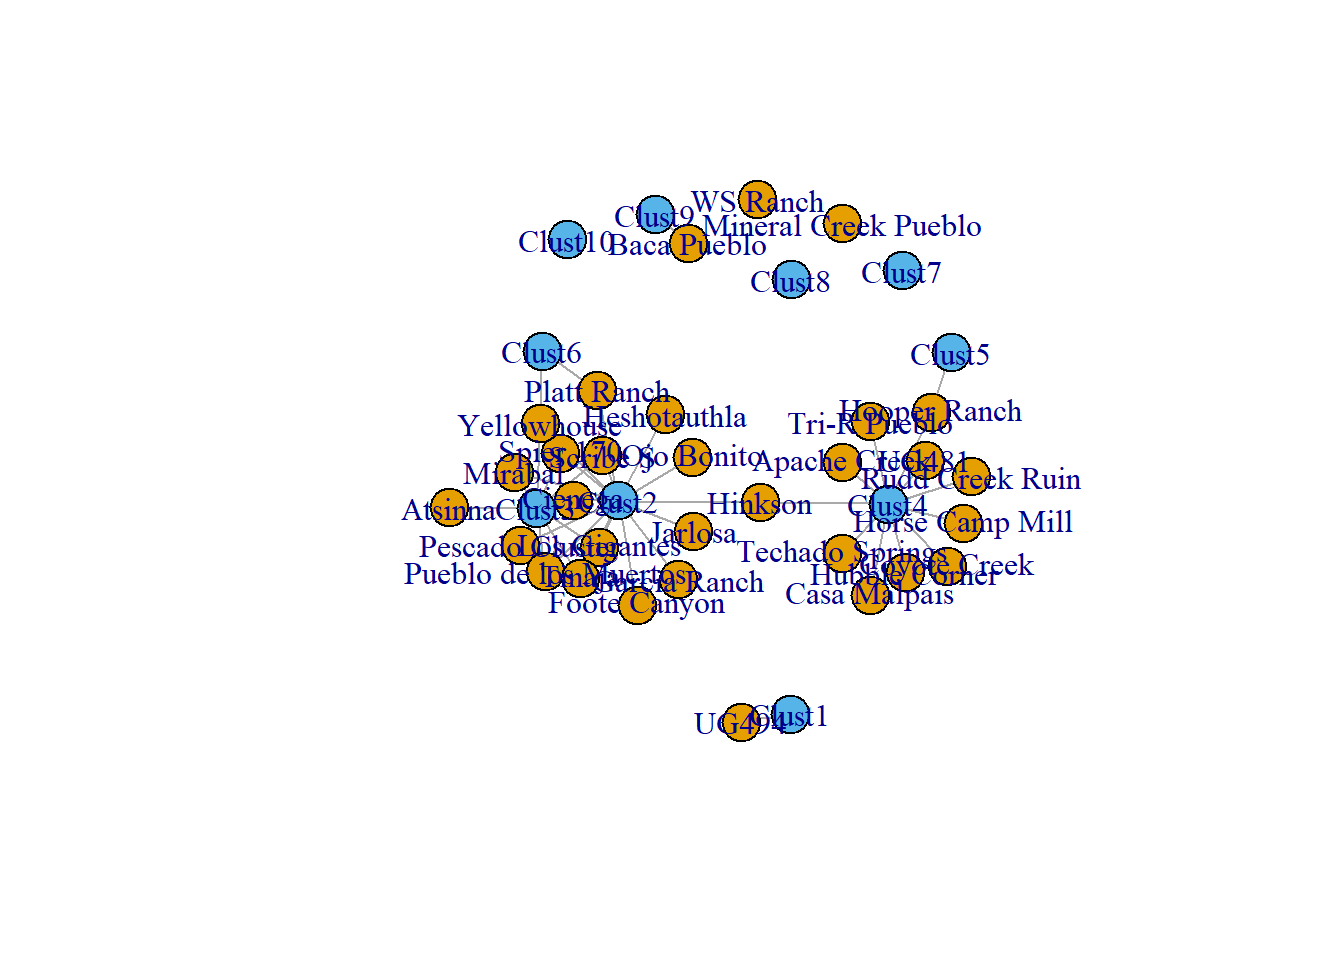 WS Ranch
Clust9
Mineral Creek Pueblo
Clust10
Baca Pueblo
Clust8
Clust7
Clust6
Clust5
Platt Ranch
Heshotauthla
Hooper Ranch
Tri-R Pueblo
Yellowhouse
Spier 170
Scribe S
Ojo Bonito
Apache Creek
UG481
Mirabal
Rudd Creek Ruin
Cienega
Clust2
Hinkson
Clust4
Atsinna
Clust3
Horse Camp Mill
Jarlosa
Pescado Cluster
Los Gigantes
Techado Springs
Coyote Creek
Pueblo de los Muertos
Tinaja
Garcia Ranch
Hubble Corner
Casa Malpais
Foote Canyon
UG494
Clust1